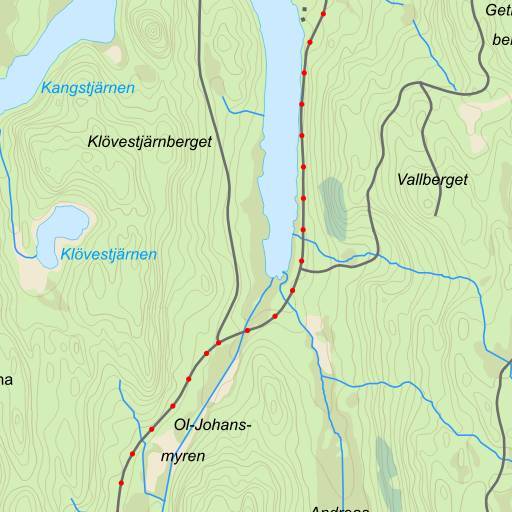 Kangstjärnen
Klövestjärnberget
Vallberget
Klövestjärnen
Ol-Johans-
myren